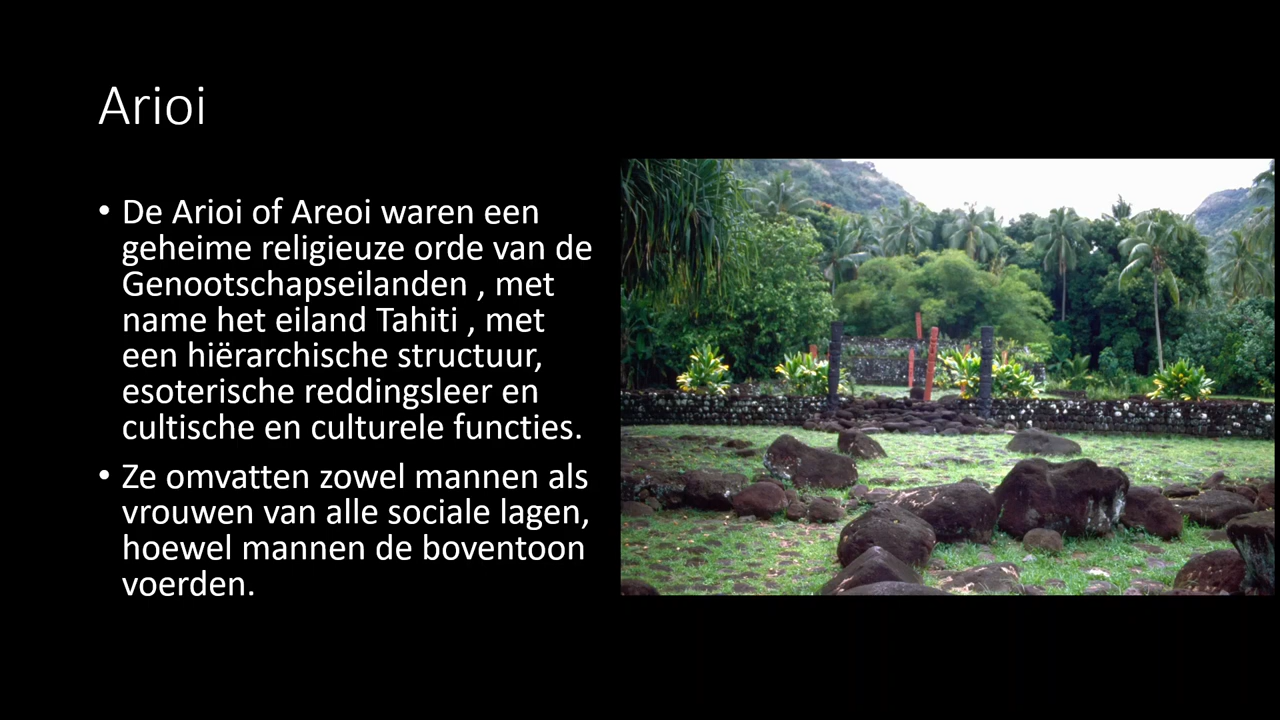 Arioi
• De Arioi of Areoi waren een
geheime religieuze orde van de
Genootschapseilanden , met
name het eiland Tahiti , met
een hiërarchische structuur,
esoterische reddingsleer en
cultische en culturele functies.
• Ze omvatten zowel mannen als
vrouwen van alle sociale lagen,
hoewel mannen de boventoon
voerden.